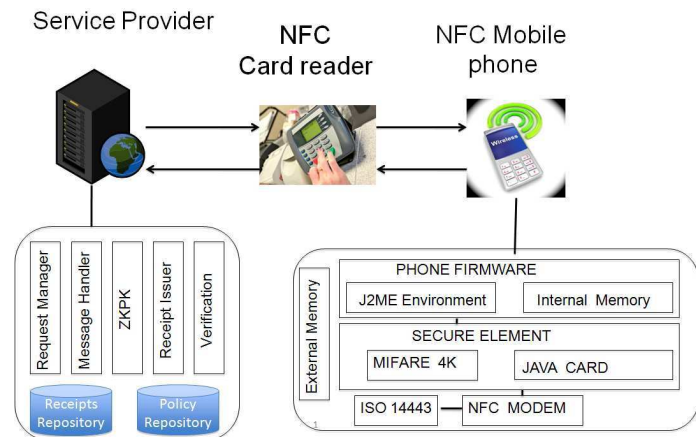 Service Provider
NFC
Card reader
NFC Mobile
phone
Wireless
Request Manager
Message Handler
ZKPK
Receipt Issuer
Verification
Receipts
Repository
Policy
Repository
External Memory
PHONE FIRMWARE
J2ME Environment
Internal Memory
SECURE ELEMENT
MIFARE 4K
JAVA CARD
ISO 14443
NFC MODEM
1